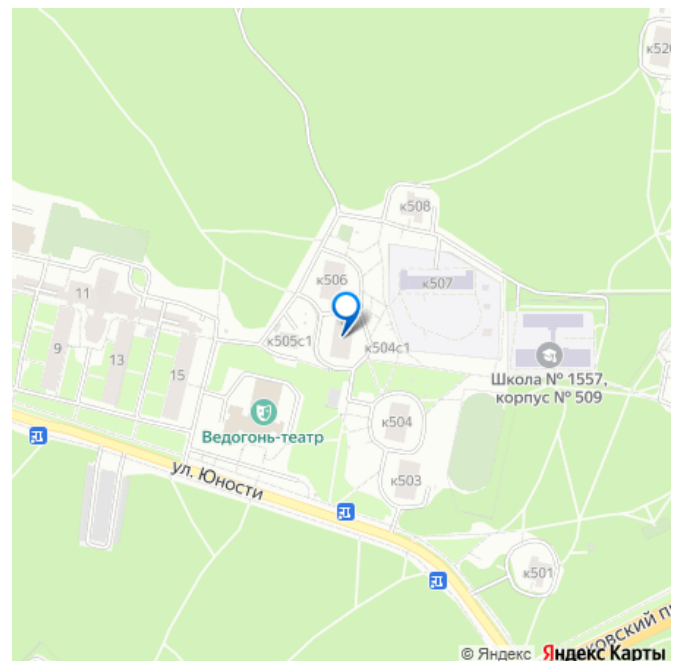 к520
к508
к506
к507
11
к505с1
к504с1
9
13
15
Школа № 1557,
корпус № 509
Ведогонь-театр
к504
ул. Юности
к503
к501
© Яндекс Яндекс Карты